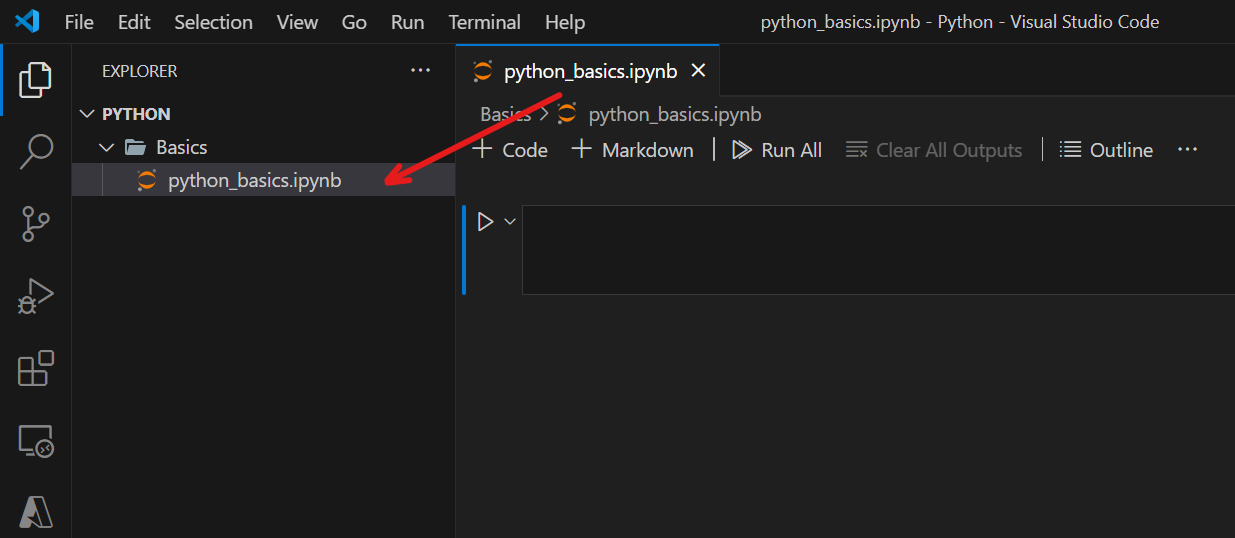 File Edit Selection View Go Run Terminal Help python_basics.ipynb - Python - Visual Studio Code
EXPLORER
PYTHON
Basics
python_basics.ipynb
python_basics.ipynb
Basics > python_basics.ipynb
+ Code + Markdown | Run All Clear All Outputs | Outline ...